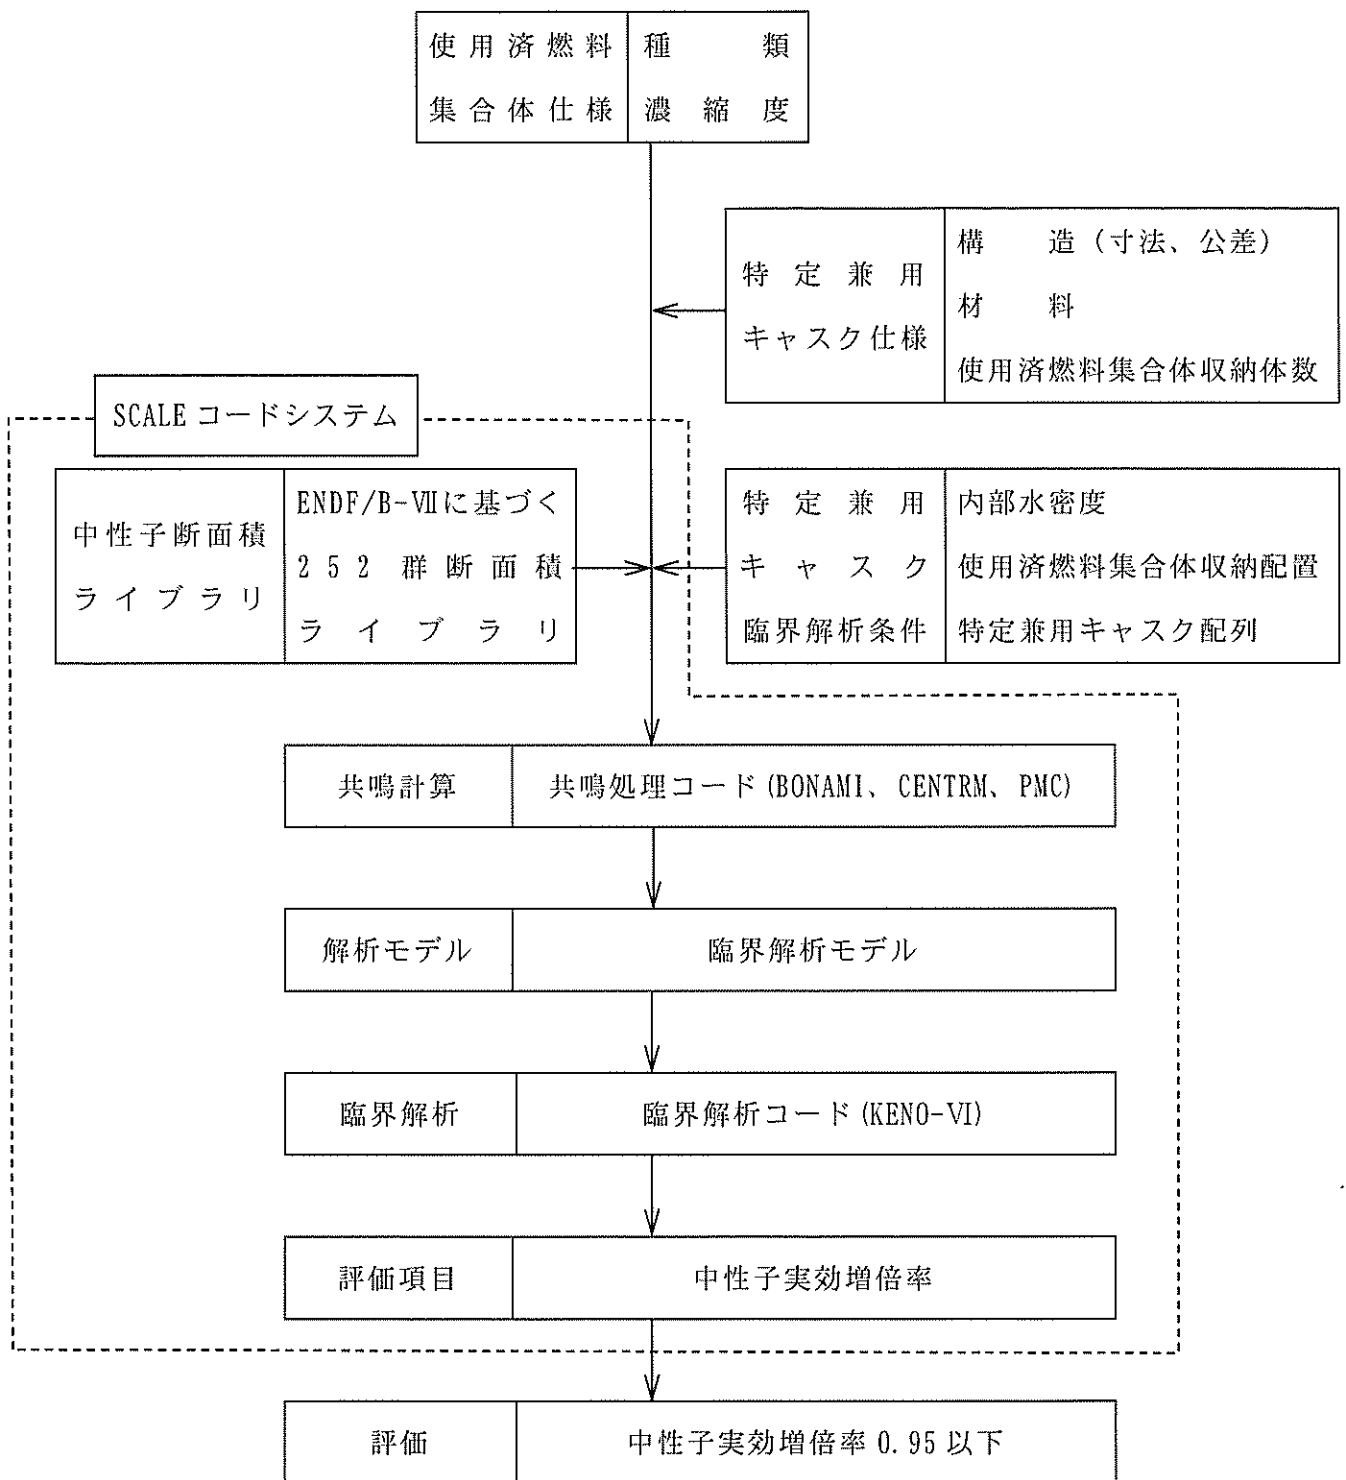 使用済燃料
集合体仕様
種類
濃縮度
特定兼用
キャスク仕様
構造(寸法、公差)
材料
使用済燃料集合体収納体数
SCALEコードシステム
中性子断面積
ライブラリ
ENDF/B-Ⅶに基づく
252群断面積
ライブラリ
特定兼用
キャスク
臨界解析条件
内部水密度
使用済燃料集合体収納配置
特定兼用キャスク配列
共鳴計算
共鳴処理コード(BONAMI、CENTRM、PMC)
解析モデル
臨界解析モデル
臨界解析
臨界解析コード(KENO-Ⅵ)
評価項目
中性子実効増倍率
評価
中性子実効増倍率0.95以下